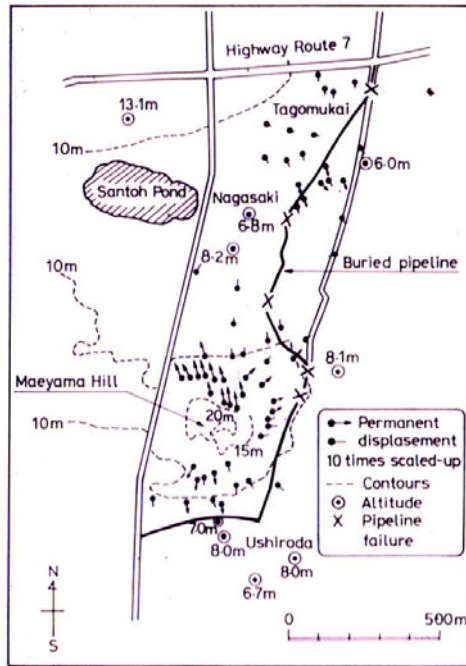 Highway Route 7
Tagomukai
13.1m
10m
6.0m
Santoh Pond
Nagasaki
6.8m
8.2m
10m
Buried pipeline
8.1m
Maeyama Hill
20m
10m
15m
Permanent
displasement
10 times scaled-up
Contours
Altitude
Pipeline
failure
7.0m
8.0m
Ushiroda
8.0m
6.7m
N
4
S
0
500m